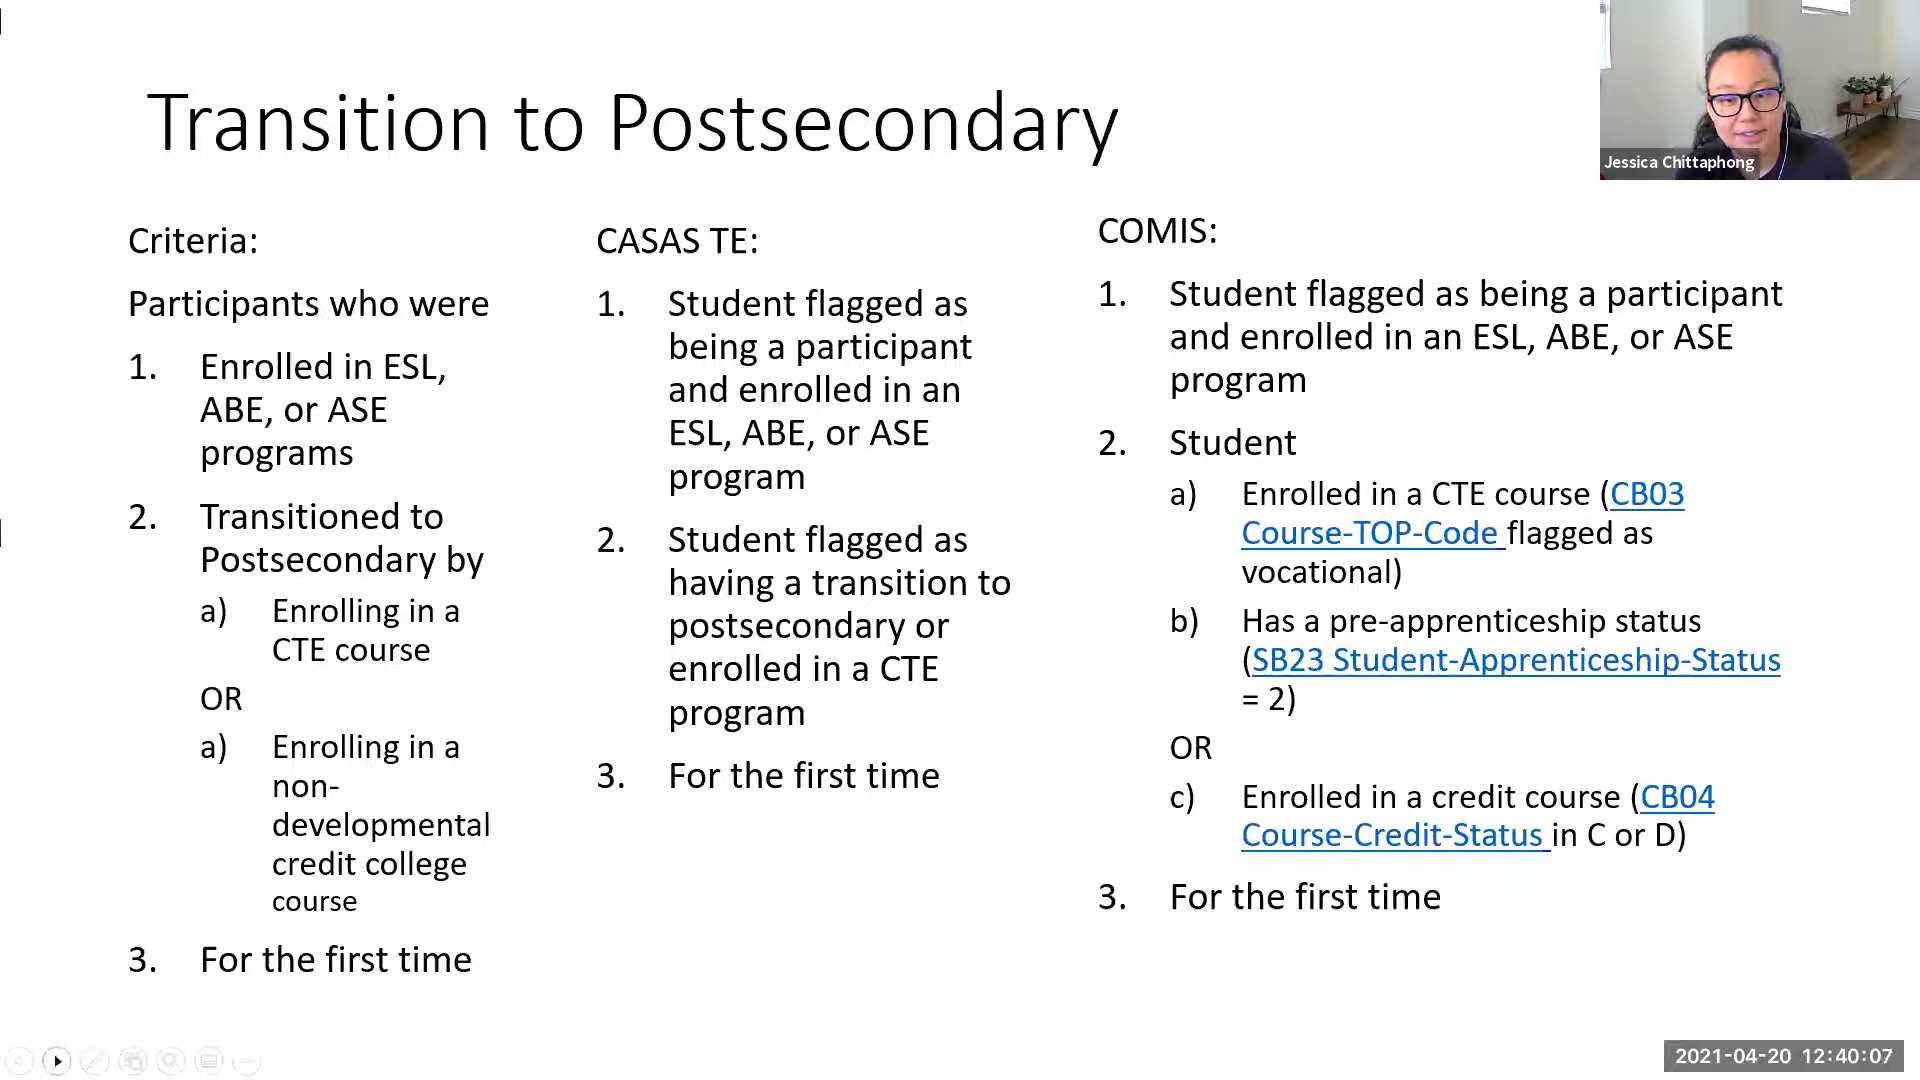 Transition to Postsecondary
Jessica Chittaphong
Criteria:
Participants who were
1. Enrolled in ESL,
ABE, or ASE
programs
2. Transitioned to
Postsecondary by
a) Enrolling in a
CTE course
OR
a) Enrolling in a
non-
developmental
credit college
course
3. For the first time
CASAS TE:
1. Student flagged as
being a participant
and enrolled in an
ESL, ABE, or ASE
program
2. Student flagged as
having a transition to
postsecondary or
enrolled in a CTE
program
3. For the first time
COMIS:
1. Student flagged as being a participant
and enrolled in an ESL, ABE, or ASE
program
2. Student
a) Enrolled in a CTE course (CB03
Course-TOP-Code flagged as
vocational)
b) Has a pre-apprenticeship status
(SB23 Student-Apprenticeship-Status
= 2)
OR
c) Enrolled in a credit course (CB04
Course-Credit-Status in C or D)
3. For the first time
2021-04-20 12:40:07